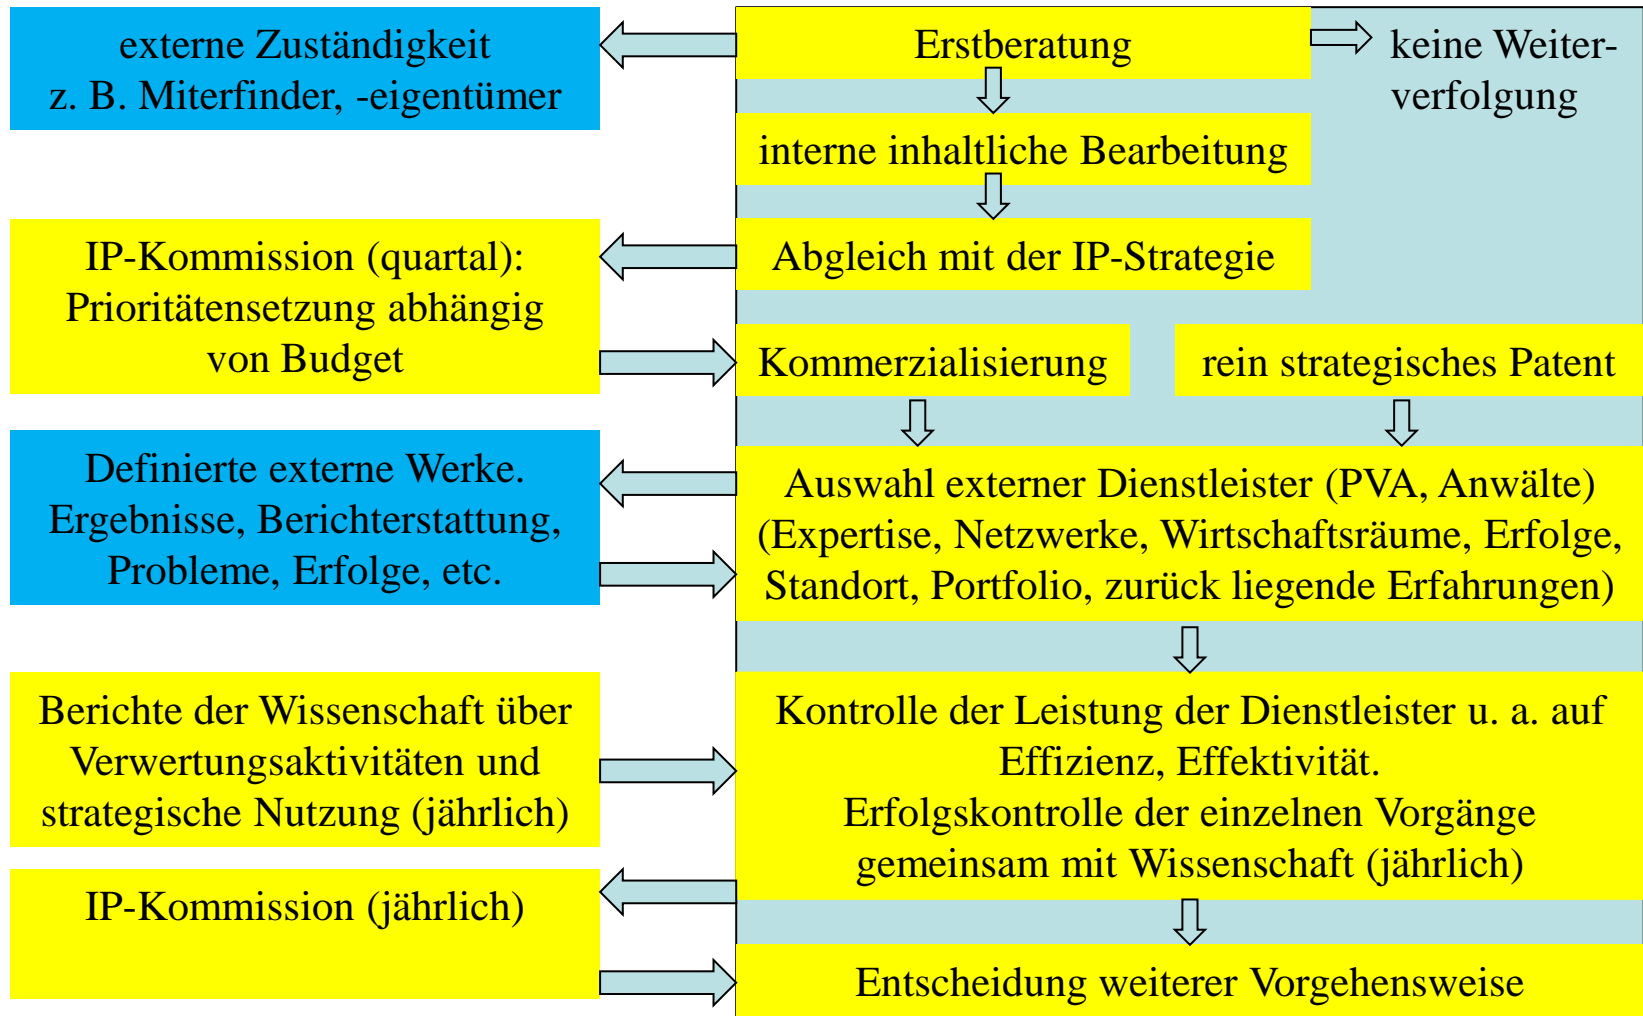 externe Zuständigkeit
z. B. Miterfinder, -eigentümer
Erstberatung
keine Weiter-
verfolgung
interne inhaltliche Bearbeitung
IP-Kommission (quartal):
Prioritätensetzung abhängig
von Budget
Abgleich mit der IP-Strategie
Kommerzialisierung
rein strategisches Patent
Definierte externe Werke.
Ergebnisse, Berichterstattung,
Probleme, Erfolge, etc.
Auswahl externer Dienstleister (PVA, Anwälte)
(Expertise, Netzwerke, Wirtschaftsräume, Erfolge,
Standort, Portfolio, zurück liegende Erfahrungen)
Berichte der Wissenschaft über
Verwertungsaktivitäten und
strategische Nutzung (jährlich)
Kontrolle der Leistung der Dienstleister u. a. auf
Effizienz, Effektivität.
Erfolgskontrolle der einzelnen Vorgänge
gemeinsam mit Wissenschaft (jährlich)
IP-Kommission (jährlich)
Entscheidung weiterer Vorgehensweise